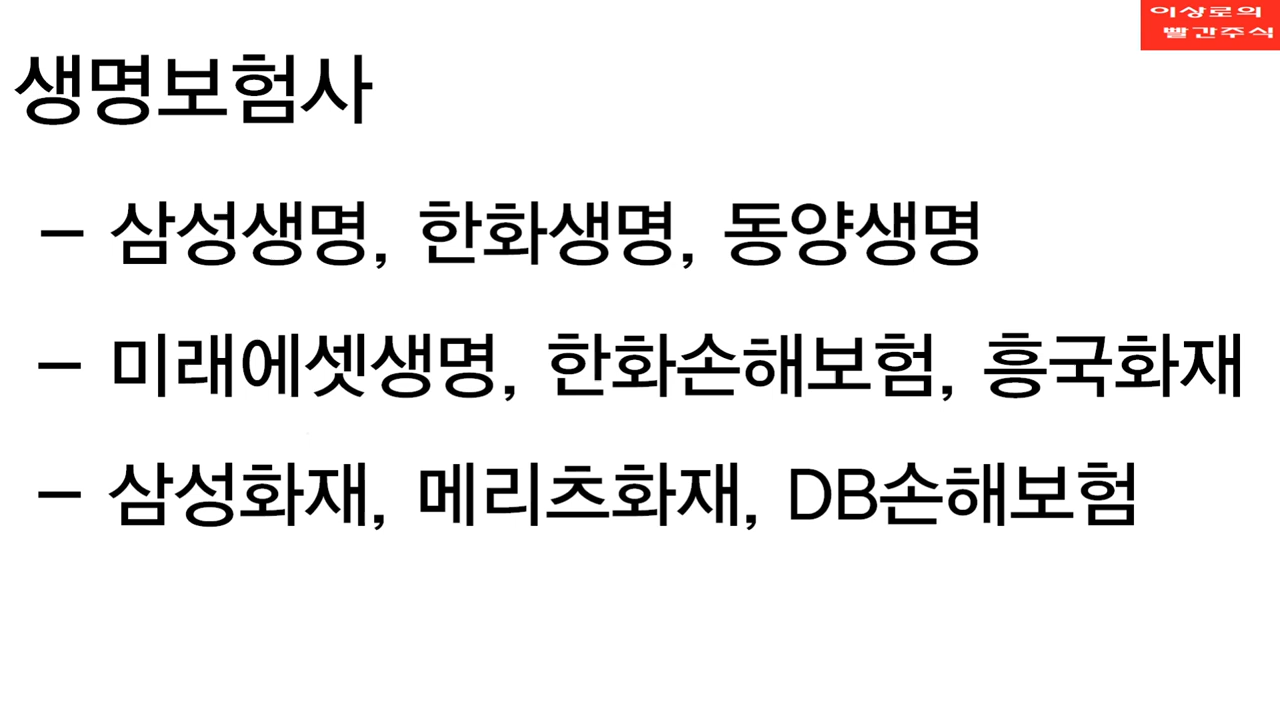 이상로의
빨간주식
생명보험사
- 삼성생명, 한화생명, 동양생명
- 미래에셋생명, 한화손해보험, 흥국화재
- 삼성화재, 메리츠화재, DB손해보험